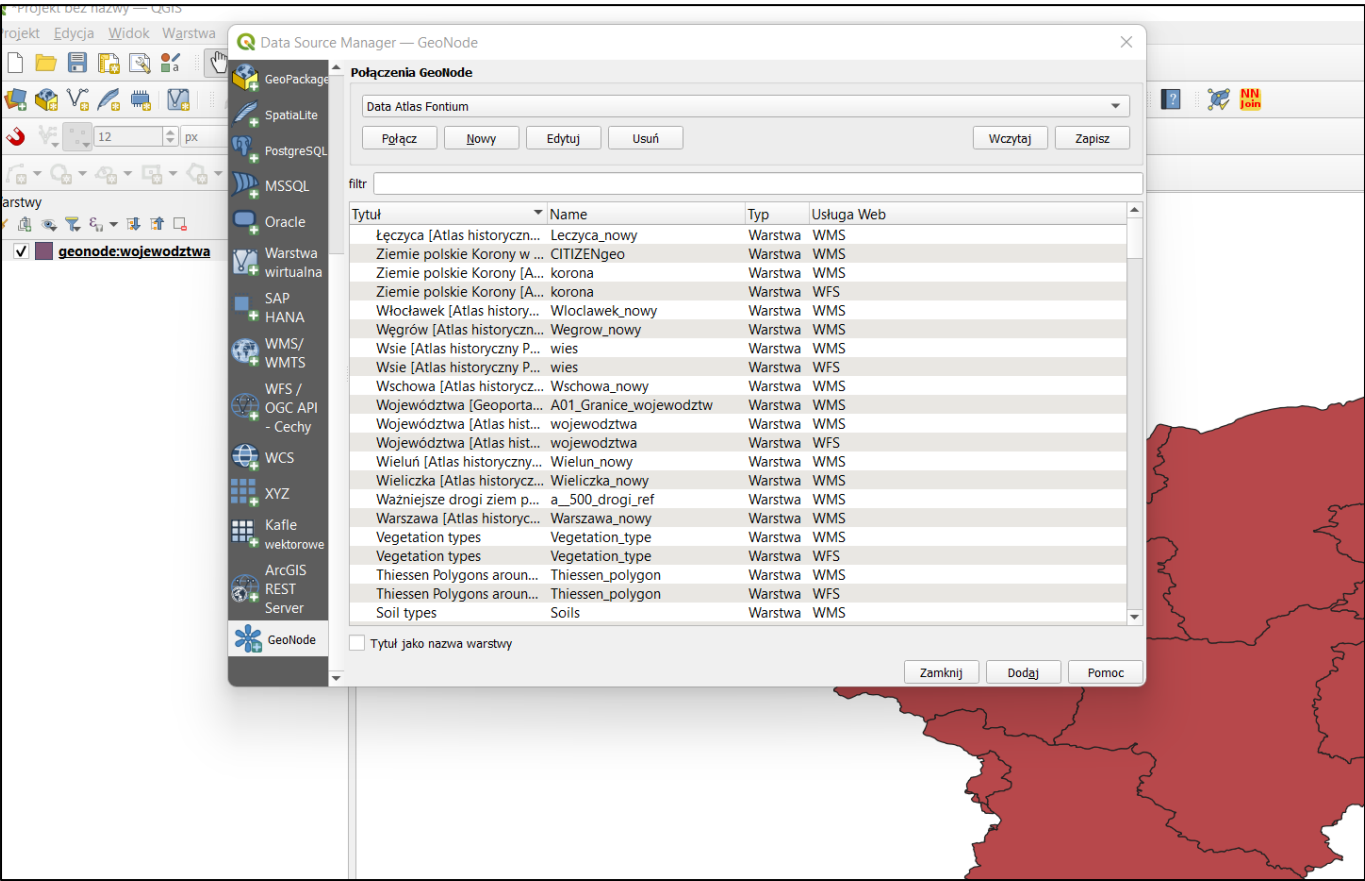 *Projekt bez nazwy — QGIS
Projekt Edycja Widok Warstwa
12 px
Warstwy
geonode:wojewodztwa
Data Source Manager — GeoNode
GeoPackage
SpatiaLite
PostgreSQL
MSSQL
Oracle
Warstwa
wirtualna
SAP
HANA
WMS/
WMTS
WFS /
OGC API
- Cechy
WCS
XYZ
Kafle
wektorowe
ArcGIS
REST
Server
GeoNode
Połączenia GeoNode
Data Atlas Fontium
Połącz Nowy Edytuj Usuń Wczytaj Zapisz
filtr
Tytuł Name Typ Usługa Web
Łęczyca [Atlas historyczn... Leczyca_nowy Warstwa WMS
Ziemie polskie Korony w ... CITIZENgeo Warstwa WMS
Ziemie polskie Korony [A... korona Warstwa WMS
Ziemie polskie Korony [A... korona Warstwa WFS
Włocławek [Atlas history... Wloclawek_nowy Warstwa WMS
Węgrów [Atlas historyczn... Wegrow_nowy Warstwa WMS
Wsie [Atlas historyczny P... wies Warstwa WMS
Wsie [Atlas historyczny P... wies Warstwa WFS
Wschowa [Atlas historycz... Wschowa_nowy Warstwa WMS
Województwa [Geoporta... A01_Granice_wojewodztw Warstwa WMS
Województwa [Atlas hist... wojewodztwa Warstwa WMS
Województwa [Atlas hist... wojewodztwa Warstwa WFS
Wieluń [Atlas historyczny... Wielun_nowy Warstwa WMS
Wieliczka [Atlas historycz... Wieliczka_nowy Warstwa WMS
Ważniejsze drogi ziem p... a__500_drogi_ref Warstwa WMS
Warszawa [Atlas historyc... Warszawa_nowy Warstwa WMS
Vegetation types Vegetation_type Warstwa WMS
Vegetation types Vegetation_type Warstwa WFS
Thiessen Polygons aroun... Thiessen_polygon Warstwa WMS
Thiessen Polygons aroun... Thiessen_polygon Warstwa WFS
Soil types Soils Warstwa WMS
Tytuł jako nazwa warstwy
Zamknij Dodaj Pomoc
NN
Join